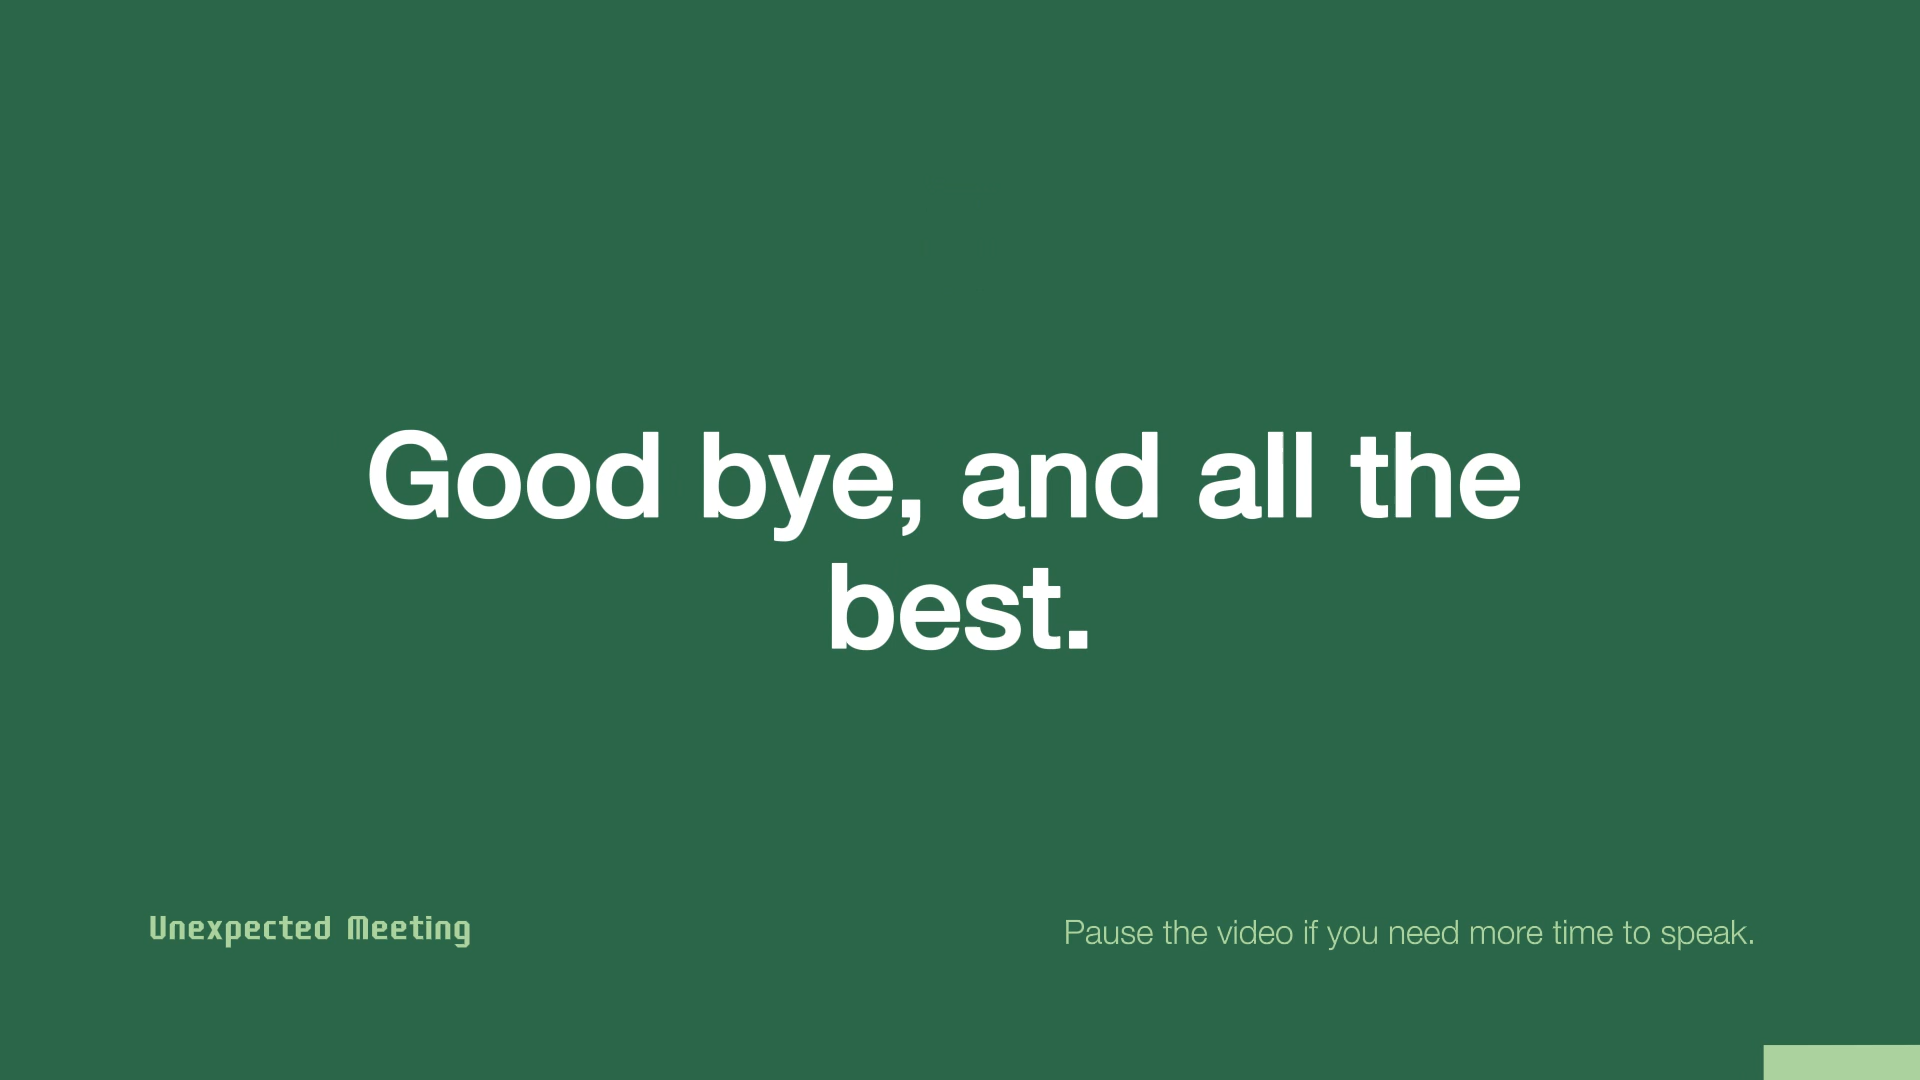 Good bye, and all the
best.
Unexpected Meeting
Pause the video if you need more time to speak.